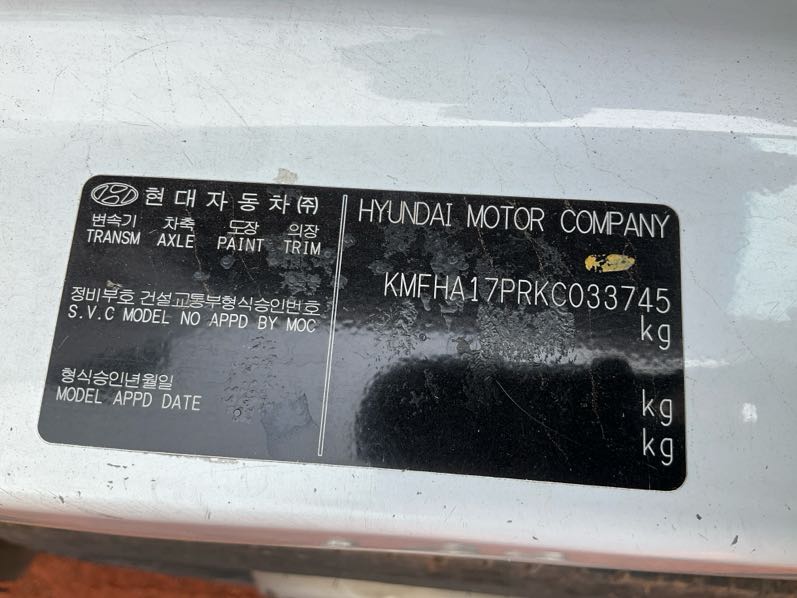 현대자동차㈜
변속기 차축 도장 의장
TRANSM AXLE PAINT TRIM
정비부호 건설교통부형식승인번호
S.V.C MODEL NO APPD BY MOC
형식승인년월일
MODEL APPD DATE
HYUNDAI MOTOR COMPANY
KMFHA17PRKC033745
kg
kg
kg